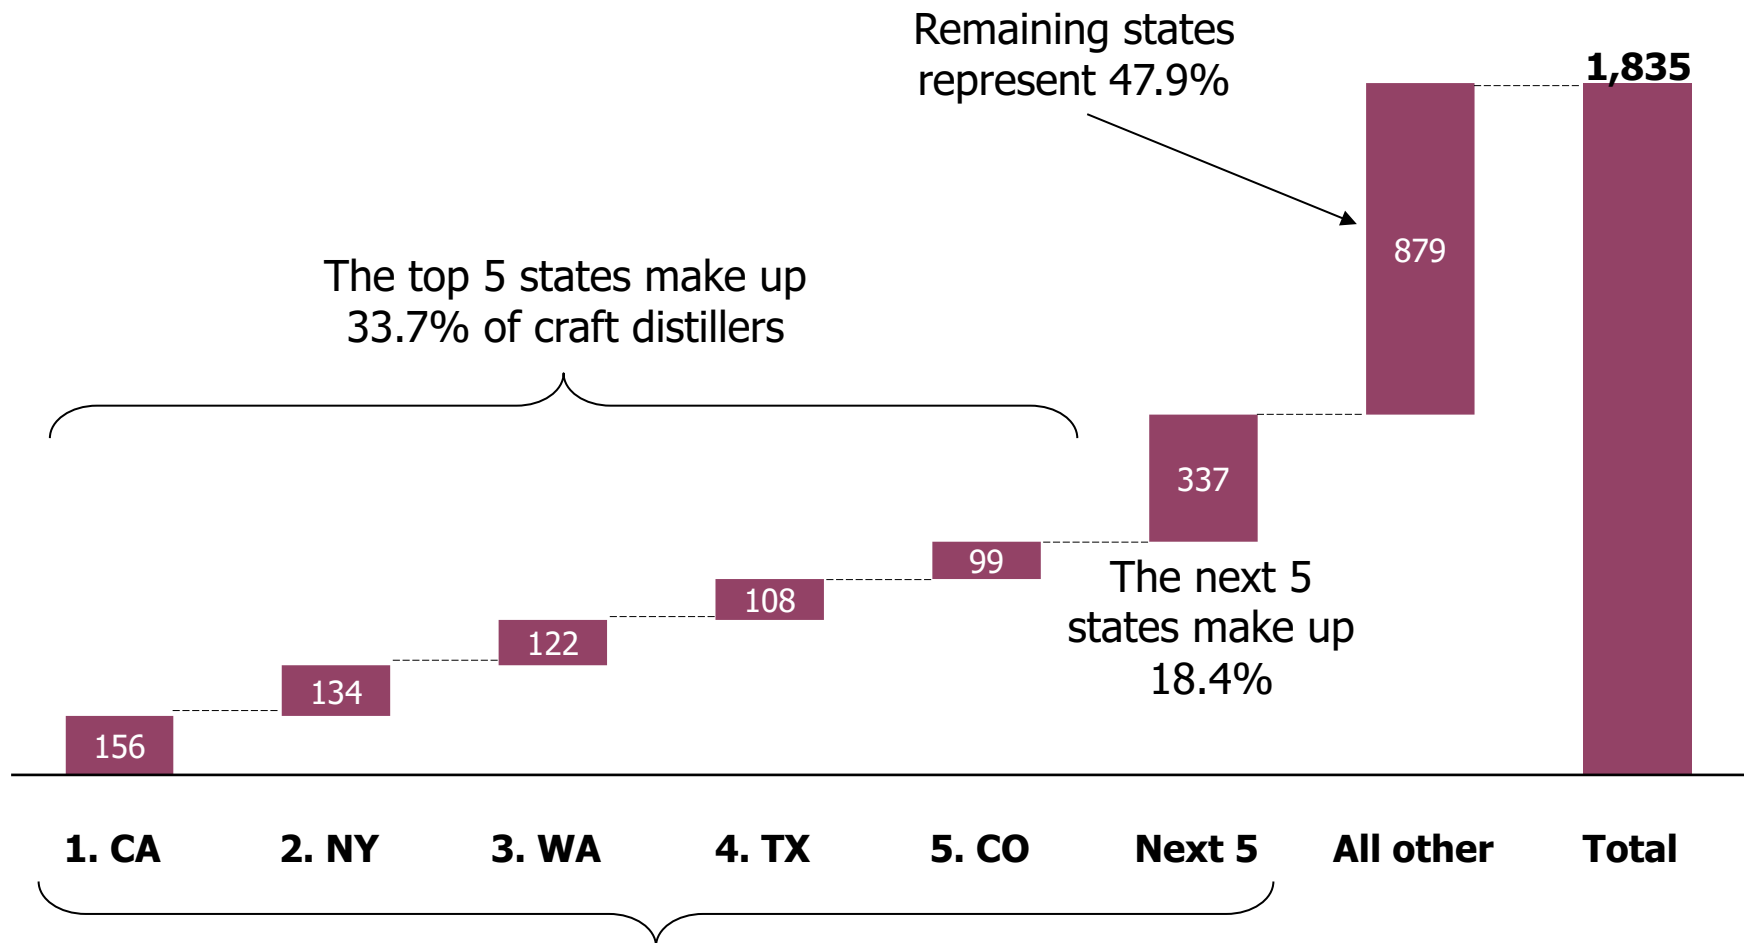 Remaining states
represent 47.9%
1,835
879
The top 5 states make up
33.7% of craft distillers
337
99
The next 5
states make up
18.4%
108
122
134
156
1. CA 2. NY 3. WA 4. TX 5. CO Next 5 All other Total